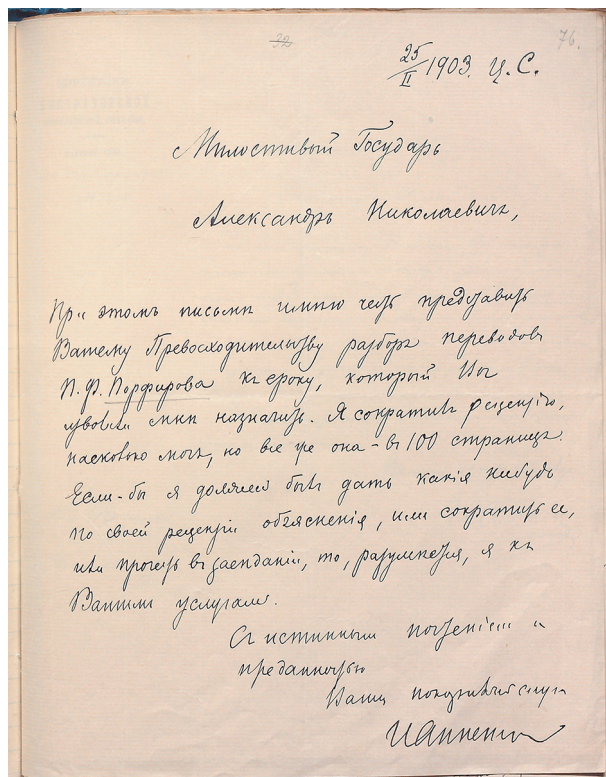 32
76.
25/II 1903. Ц. С.
Милостивый Государь
Александръ Николаевичъ,
При этомъ письмѣ имѣю честь представить
Вашему Превосходительству разборъ переводовъ
П. Ф. Порфирова къ сроку, который Вы
изволили мнѣ назначить. Я сократилъ рецензію,
насколько могъ, но все же она – въ 100 страницъ.
Если-бы я долженъ былъ дать какія нибудь
по своей рецензіи объясненія, или сократить ее,
или прочесть въ засѣданіи, то, разумѣется, я къ
Вашимъ услугамъ.
Съ истиннымъ почтеніемъ и
преданностью
Вашъ покорнѣйшій слуга
И Анненскій